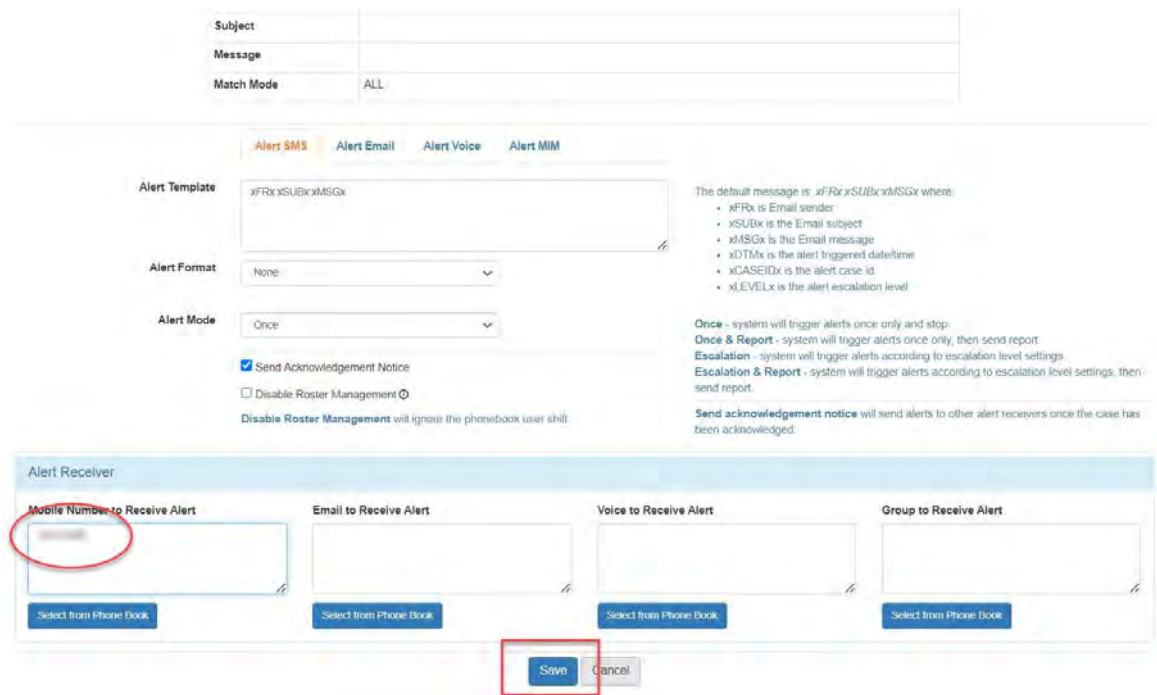 Subject
Message
Match Mode ALL
Alert SMS Alert Email Alert Voice Alert MIM
Alert Template xFRx:xSUBx:xMSGx
The default message is: xFRx:xSUBx:xMSGx where:
• xFRx is Email sender
• xSUBx is the Email subject
• xMSGx is the Email message
• xDTMx is the alert triggered date/time
• xCASEIDx is the alert case id
• xLEVELx is the alert escalation level
Alert Format None
Alert Mode Once
Once - system will trigger alerts once only and stop.
Once & Report - system will trigger alerts once only, then send report.
Escalation - system will trigger alerts according to escalation level settings.
Escalation & Report - system will trigger alerts according to escalation level settings, then
send report.
Send Acknowledgement Notice
Disable Roster Management
Disable Roster Management will ignore the phonebook user shift
Send acknowledgement notice will send alerts to other alert receivers once the case has
been acknowledged.
Alert Receiver
Mobile Number to Receive Alert Email to Receive Alert Voice to Receive Alert Group to Receive Alert
Select from Phone Book Select from Phone Book Select from Phone Book Select from Phone Book
Save Cancel